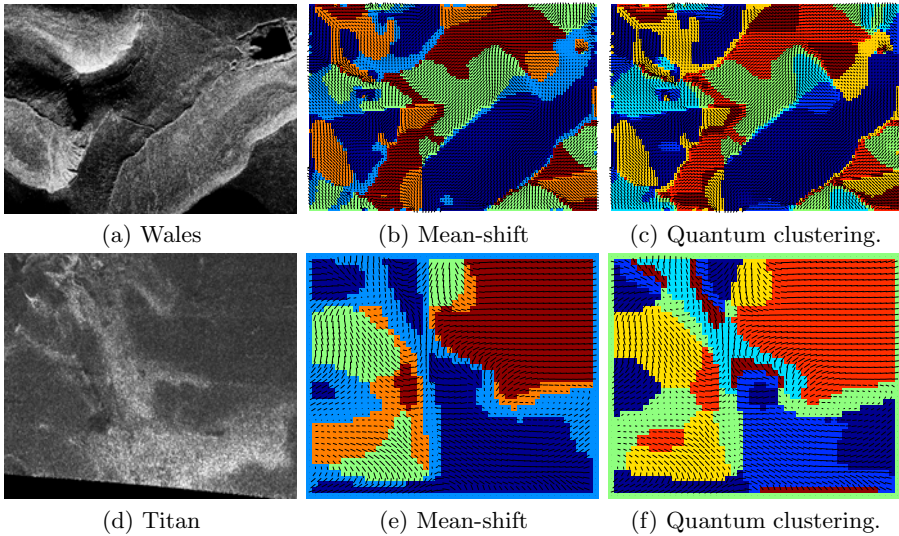 (a) Wales
(b) Mean-shift
(c) Quantum clustering.
(d) Titan
(e) Mean-shift
(f) Quantum clustering.